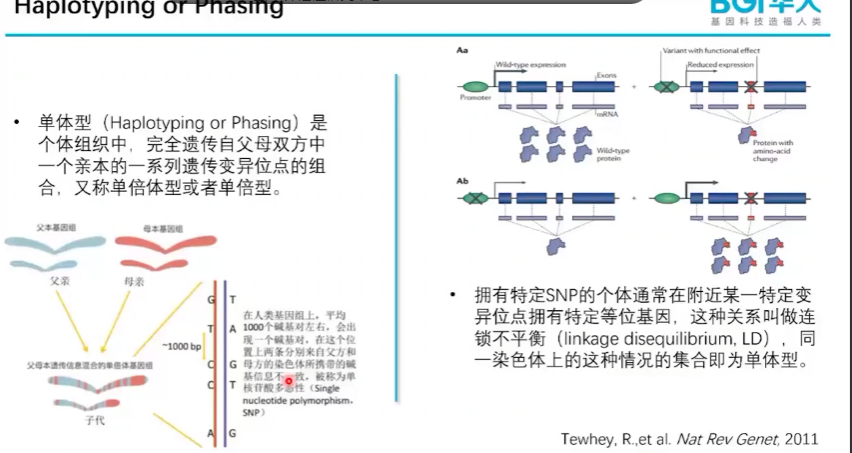 Haplotyping or Phasing
BGI华大
基因科技造福人类
• 单体型（Haplotyping or Phasing）是
个体组织中，完全遗传自父母双方中
一个亲本的一系列遗传变异位点的组
合，又称单倍体型或者单倍型。
父本基因组
母本基因组
父亲
母亲
父母本遗传信息混合的单倍体基因组
子代
~1000 bp
G T
T A
C G
C T
A G
在人类基因组上，平均
1000个碱基对左右，会出
现一个碱基对，在这个位
置上两条分别来自父方和
母方的染色体所携带的碱
基信息不一致，被称为单
核苷酸多态性（Single
nucleotide polymorphism，
SNP）
Aa
Wild-type expression
Exons
Promoter
mRNA
Wild-type
protein
+
Variant with functional effect
Reduced expression
Protein with
amino-acid
change
Ab
+
• 拥有特定SNP的个体通常在附近某一特定变
异位点拥有特定等位基因，这种关系叫做连
锁不平衡（linkage disequilibrium, LD），同
一染色体上的这种情况的集合即为单体型。
Tewhey, R.,et al. Nat Rev Genet, 2011